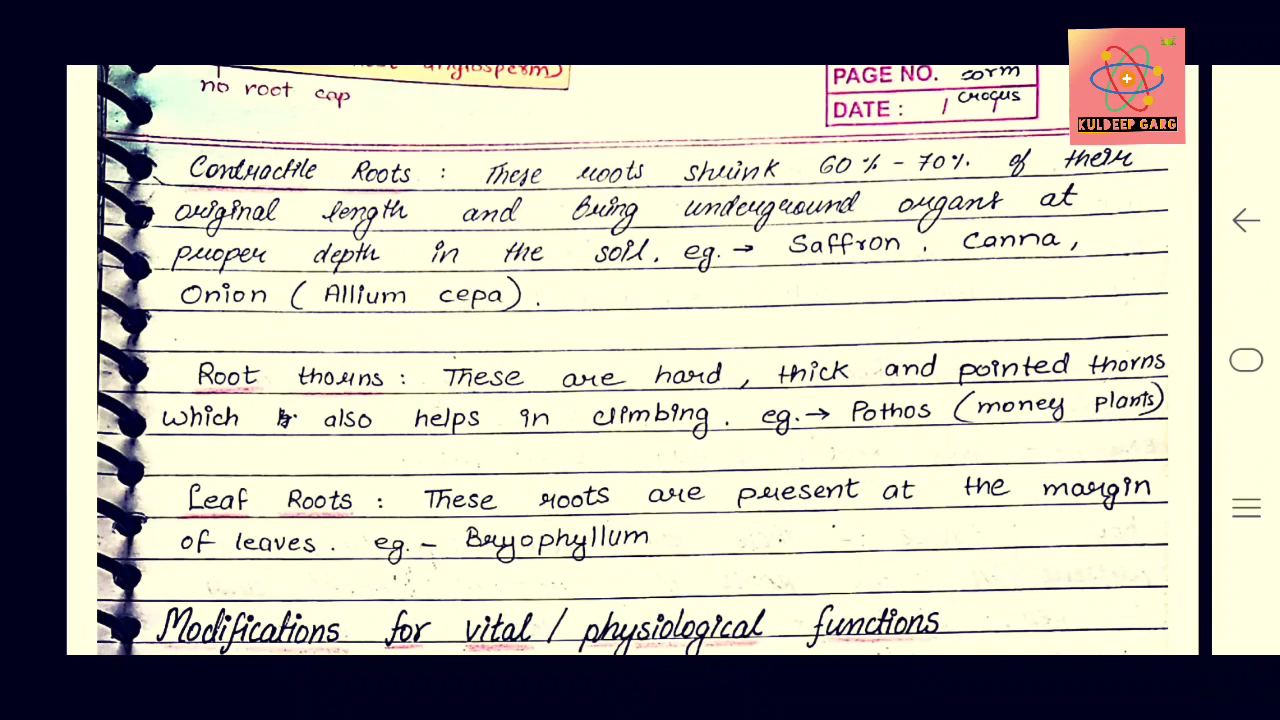 angiosperm)
no root cap
PAGE NO. corm
DATE : / crocus
KULDEEP GARG
Contractile Roots : These roots shrink 60% - 70% of their
original length and bring underground organs at
proper depth in the soil. eg. → Saffron. Canna,
Onion ( Allium cepa).
Root thorns : These are hard, thick and pointed thorns
which also helps in climbing. eg. → Pothos (money plants)
Leaf Roots : These roots are present at the margin
of leaves. eg. - Bryophyllum
Modifications for vital / physiological functions